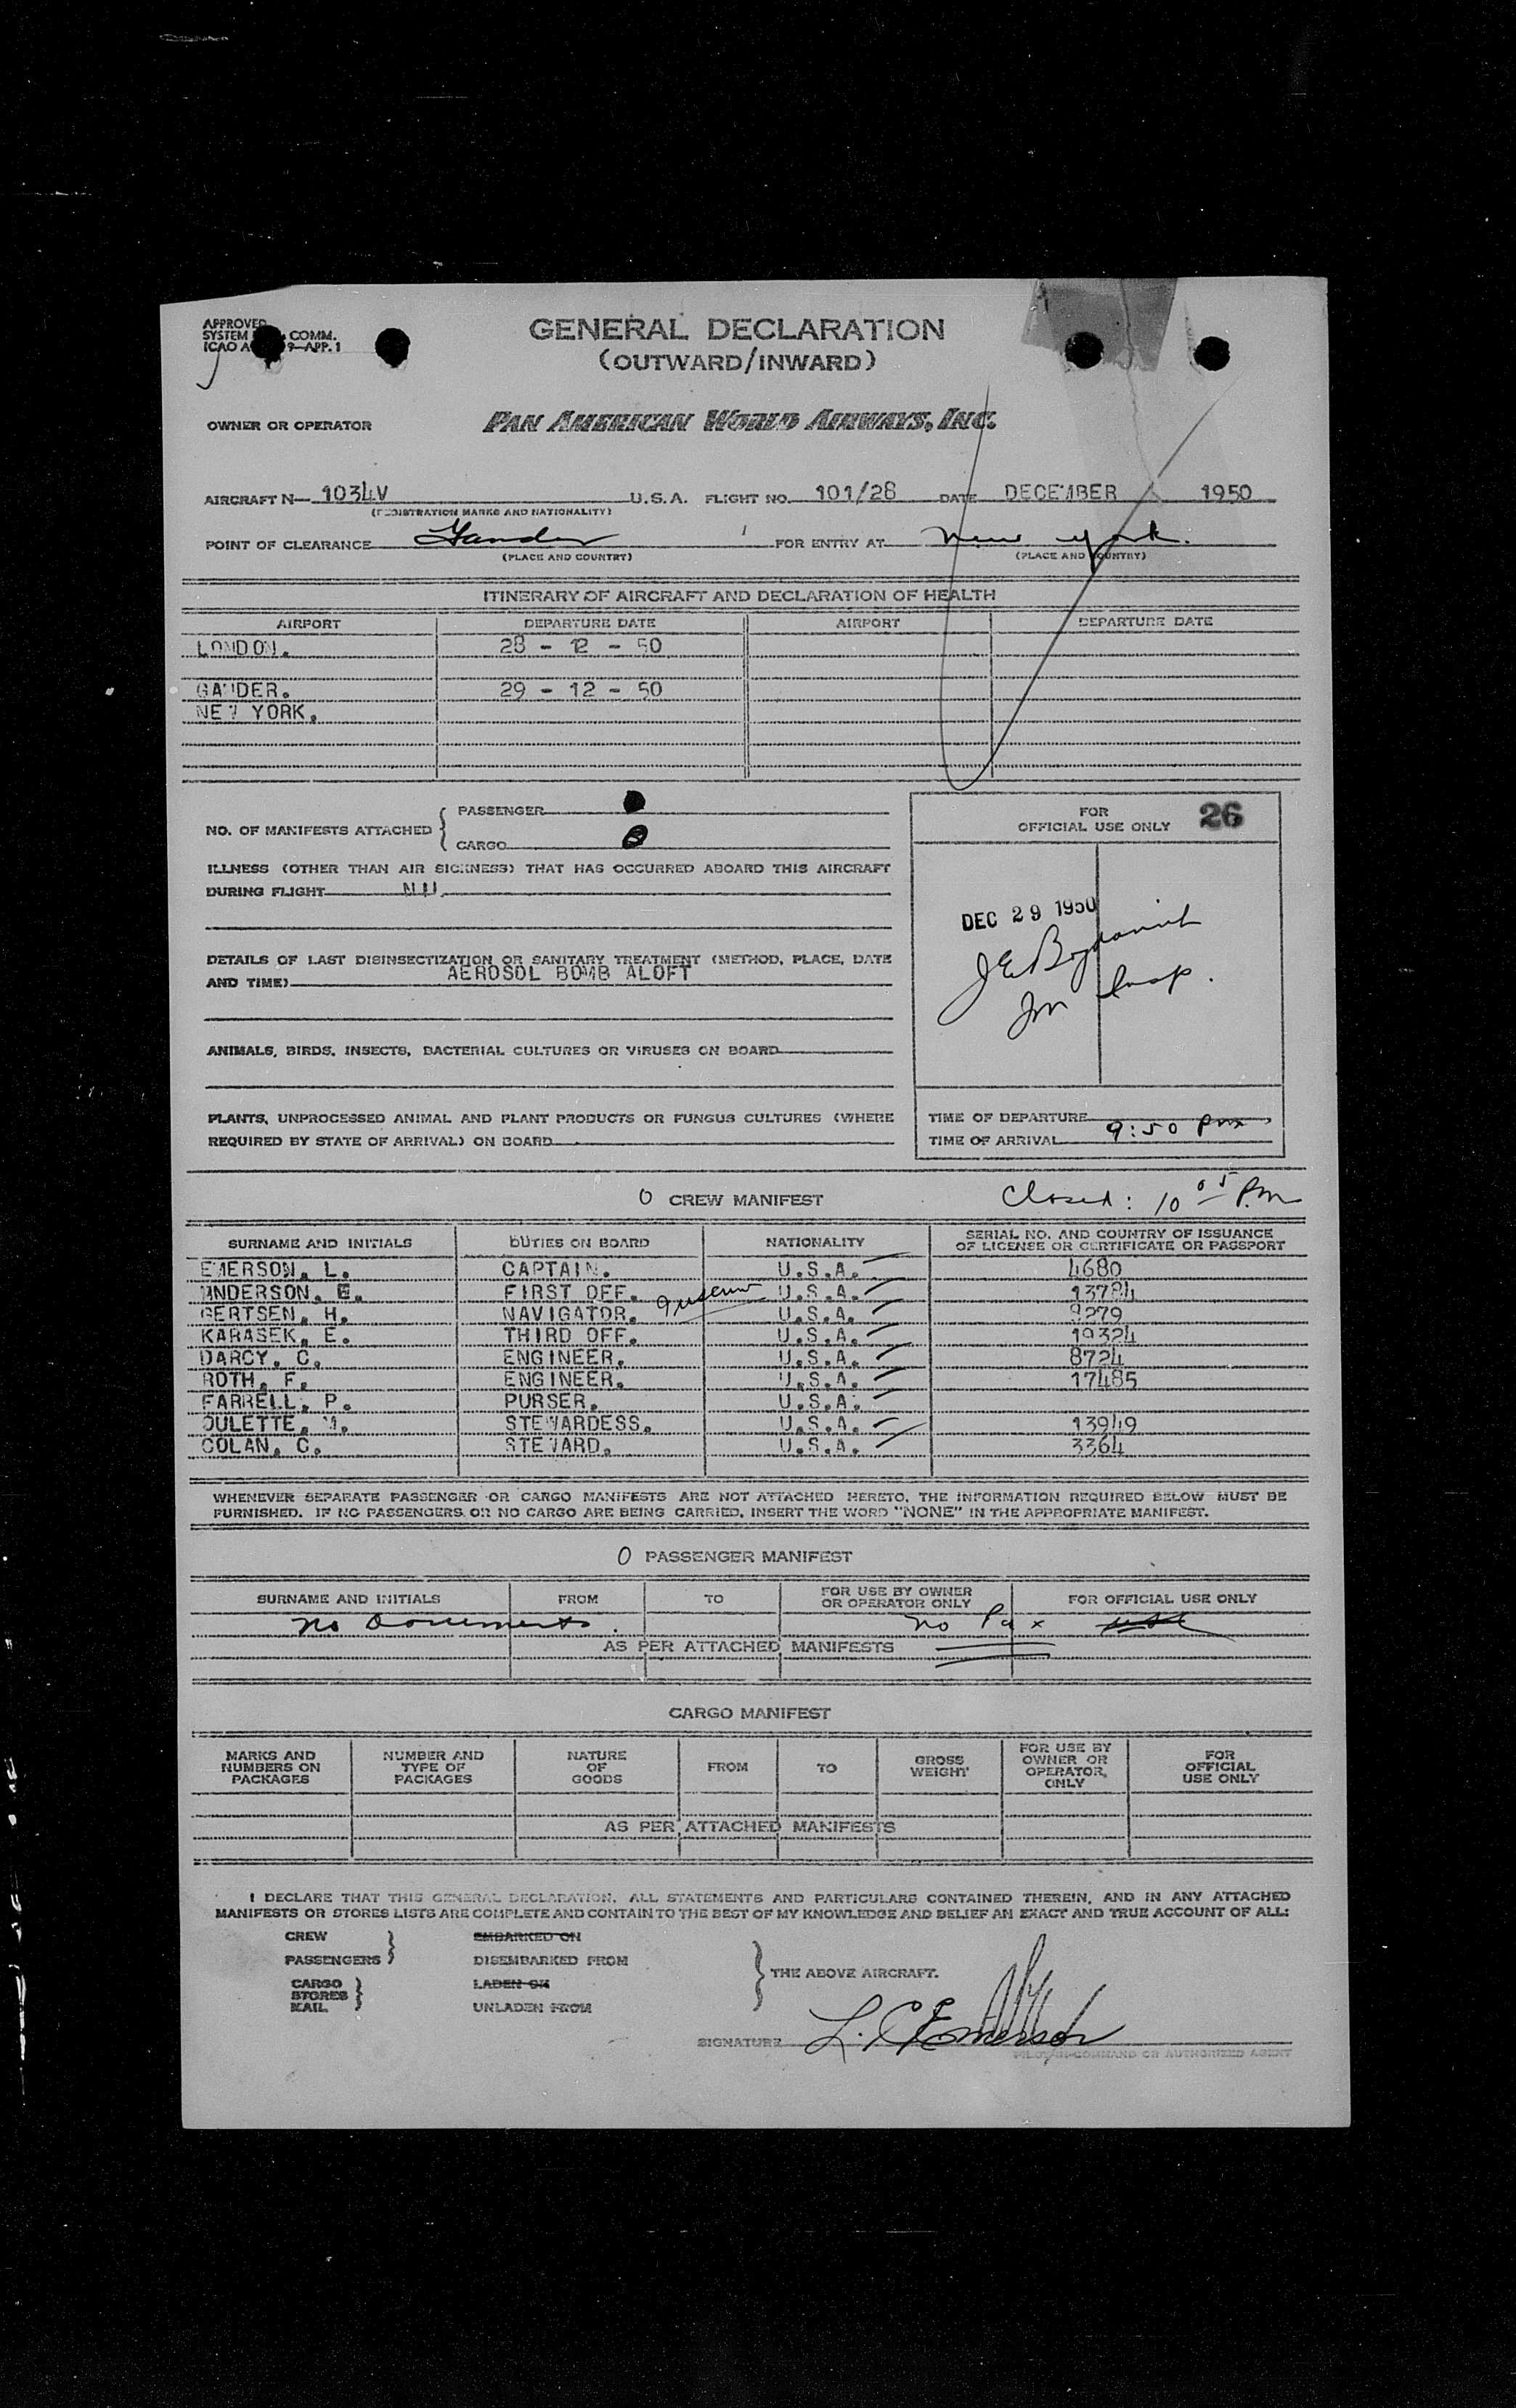 GENERAL DECLARATION
(OUTWARD/INWARD)
APPROVED
SYSTEM COMM.
ICAO A 9—APP. 1
OWNER OR OPERATOR PAN AMERICAN WORLD AIRWAYS, INC.
AIRCRAFT N— 1034V U.S.A. FLIGHT NO. 101/28 DATE DECEMBER 1950
(REGISTRATION MARKS AND NATIONALITY)
POINT OF CLEARANCE Gander FOR ENTRY AT New York.
(PLACE AND COUNTRY) (PLACE AND COUNTRY)
ITINERARY OF AIRCRAFT AND DECLARATION OF HEALTH
AIRPORT DEPARTURE DATE AIRPORT DEPARTURE DATE
LONDON. 28 - 12 - 50
GANDER. 29 - 12 - 50
NEW YORK.
NO. OF MANIFESTS ATTACHED { PASSENGER
CARGO
FOR
OFFICIAL USE ONLY 26
ILLNESS (OTHER THAN AIR SICKNESS) THAT HAS OCCURRED ABOARD THIS AIRCRAFT
DURING FLIGHT
DEC 29 1950
DETAILS OF LAST DISINSECTIZATION OR SANITARY TREATMENT (METHOD, PLACE, DATE
AND TIME) AEROSOL BOMB ALOFT
Im Insp.
ANIMALS, BIRDS, INSECTS, BACTERIAL CULTURES OR VIRUSES ON BOARD
PLANTS, UNPROCESSED ANIMAL AND PLANT PRODUCTS OR FUNGUS CULTURES (WHERE
REQUIRED BY STATE OF ARRIVAL) ON BOARD
TIME OF DEPARTURE
TIME OF ARRIVAL 9:50 pm
0 CREW MANIFEST Closed: 10 05 P.m
SURNAME AND INITIALS DUTIES ON BOARD NATIONALITY SERIAL NO. AND COUNTRY OF ISSUANCE
OF LICENSE OR CERTIFICATE OR PASSPORT
EMERSON, L. CAPTAIN. U.S.A. 4680
ANDERSON, E. FIRST OFF. U.S.A. 13784
GERTSEN, H. NAVIGATOR. U.S.A. 9279
KARASEK, E. THIRD OFF. U.S.A. 19324
DARCY, C. ENGINEER. U.S.A. 8724
ROTH, F. ENGINEER. U.S.A. 17485
FARRELL, P. PURSER. U.S.A.
OULETTE, M. STEWARDESS. U.S.A. 13949
COLAN, C. STEWARD. U.S.A. 3364
WHENEVER SEPARATE PASSENGER OR CARGO MANIFESTS ARE NOT ATTACHED HERETO, THE INFORMATION REQUIRED BELOW MUST BE
FURNISHED. IF NO PASSENGERS OR NO CARGO ARE BEING CARRIED, INSERT THE WORD "NONE" IN THE APPROPRIATE MANIFEST.
0 PASSENGER MANIFEST
SURNAME AND INITIALS FROM TO FOR USE BY OWNER
OR OPERATOR ONLY FOR OFFICIAL USE ONLY
no Documents. no Pax
AS PER ATTACHED MANIFESTS
CARGO MANIFEST
MARKS AND
NUMBERS ON
PACKAGES
NUMBER AND
TYPE OF
PACKAGES
NATURE
OF
GOODS
FROM
TO
GROSS
WEIGHT
FOR USE BY
OWNER OR
OPERATOR,
ONLY
FOR
OFFICIAL
USE ONLY
AS PER ATTACHED MANIFESTS
I DECLARE THAT THIS GENERAL DECLARATION, ALL STATEMENTS AND PARTICULARS CONTAINED THEREIN, AND IN ANY ATTACHED
MANIFESTS OR STORES LISTS ARE COMPLETE AND CONTAIN TO THE BEST OF MY KNOWLEDGE AND BELIEF AN EXACT AND TRUE ACCOUNT OF ALL:
CREW EMBARKED ON
PASSENGERS DISEMBARKED FROM
THE ABOVE AIRCRAFT.
CARGO LADEN ON
STORES
MAIL UNLADEN FROM
SIGNATURE L. C Emerson
PILOT-IN-COMMAND OR AUTHORIZED AGENT